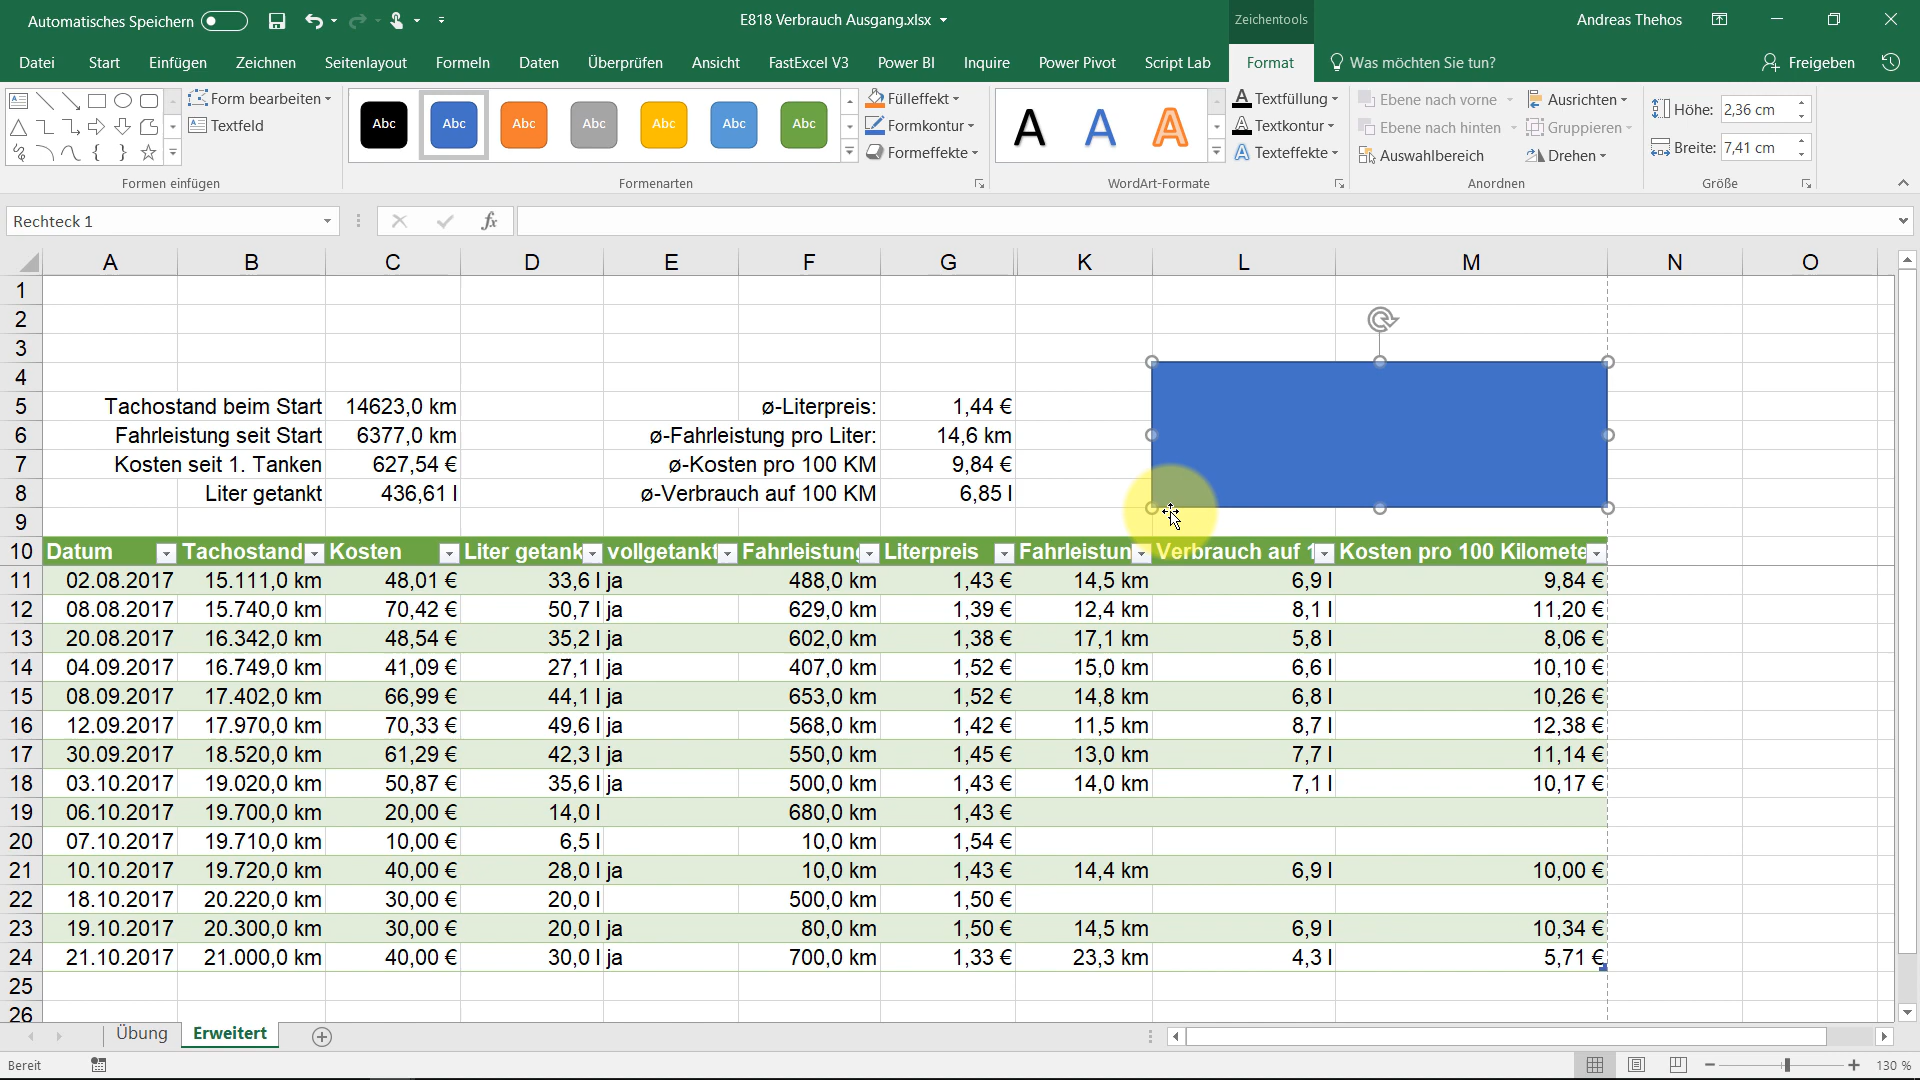 Automatisches Speichern
E818 Verbrauch Ausgang.xlsx
Zeichentools
Andreas Thehos
Datei Start Einfügen Zeichnen Seitenlayout Formeln Daten Überprüfen Ansicht FastExcel V3 Power BI Inquire Power Pivot Script Lab Format Was möchten Sie tun? Freigeben
Form bearbeiten
Textfeld
Formen einfügen
Abc Abc Abc Abc Abc Abc Abc
Fülleffekt
Formkontur
Formeffekte
Formenarten
A A A
Textfüllung
Textkontur
Texteffekte
WordArt-Formate
Ebene nach vorne
Ebene nach hinten
Auswahlbereich
Ausrichten
Gruppieren
Drehen
Anordnen
Höhe: 2,36 cm
Breite: 7,41 cm
Größe
Rechteck 1
fx
A B C D E F G K L M N O
1
2
3
4
5 Tachostand beim Start 14623,0 km ø-Literpreis: 1,44 €
6 Fahrleistung seit Start 6377,0 km ø-Fahrleistung pro Liter: 14,6 km
7 Kosten seit 1. Tanken 627,54 € ø-Kosten pro 100 KM 9,84 €
8 Liter getankt 436,61 l ø-Verbrauch auf 100 KM 6,85 l
9
10 Datum Tachostand Kosten Liter getank vollgetankt Fahrleistun Literpreis Fahrleistun Verbrauch auf 1 Kosten pro 100 Kilomete
11 02.08.2017 15.111,0 km 48,01 € 33,6 l ja 488,0 km 1,43 € 14,5 km 6,9 l 9,84 €
12 08.08.2017 15.740,0 km 70,42 € 50,7 l ja 629,0 km 1,39 € 12,4 km 8,1 l 11,20 €
13 20.08.2017 16.342,0 km 48,54 € 35,2 l ja 602,0 km 1,38 € 17,1 km 5,8 l 8,06 €
14 04.09.2017 16.749,0 km 41,09 € 27,1 l ja 407,0 km 1,52 € 15,0 km 6,6 l 10,10 €
15 08.09.2017 17.402,0 km 66,99 € 44,1 l ja 653,0 km 1,52 € 14,8 km 6,8 l 10,26 €
16 12.09.2017 17.970,0 km 70,33 € 49,6 l ja 568,0 km 1,42 € 11,5 km 8,7 l 12,38 €
17 30.09.2017 18.520,0 km 61,29 € 42,3 l ja 550,0 km 1,45 € 13,0 km 7,7 l 11,14 €
18 03.10.2017 19.020,0 km 50,87 € 35,6 l ja 500,0 km 1,43 € 14,0 km 7,1 l 10,17 €
19 06.10.2017 19.700,0 km 20,00 € 14,0 l 680,0 km 1,43 €
20 07.10.2017 19.710,0 km 10,00 € 6,5 l 10,0 km 1,54 €
21 10.10.2017 19.720,0 km 40,00 € 28,0 l ja 10,0 km 1,43 € 14,4 km 6,9 l 10,00 €
22 18.10.2017 20.220,0 km 30,00 € 20,0 l 500,0 km 1,50 €
23 19.10.2017 20.300,0 km 30,00 € 20,0 l ja 80,0 km 1,50 € 14,5 km 6,9 l 10,34 €
24 21.10.2017 21.000,0 km 40,00 € 30,0 l ja 700,0 km 1,33 € 23,3 km 4,3 l 5,71 €
25
26
Übung Erweitert
Bereit
130 %